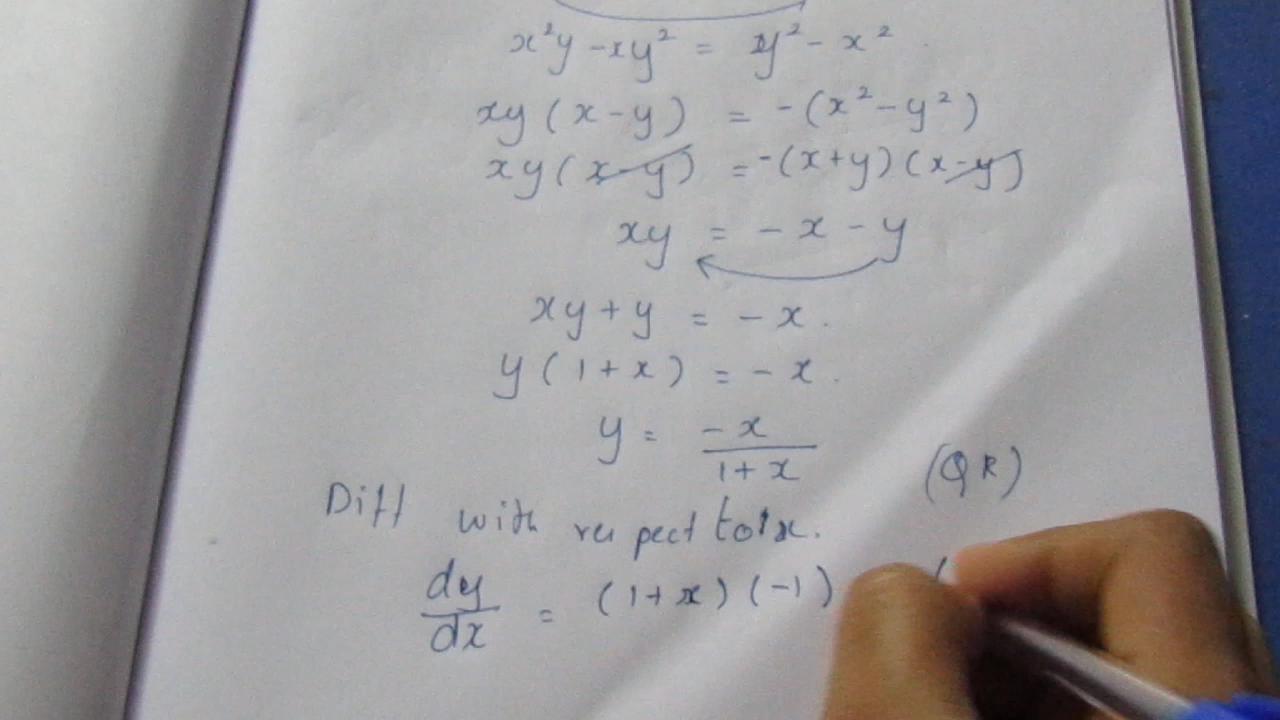 x²y - xy² = y² - x²
xy (x - y) = -(x² - y²)
xy (x - y) = -(x + y) (x - y)
xy = - x - y
xy + y = - x.
y (1 + x) = - x.
y = -x / 1 + x
(QR)
Diff with respect to 'x.
dy/dx = (1 + x) (-1) (